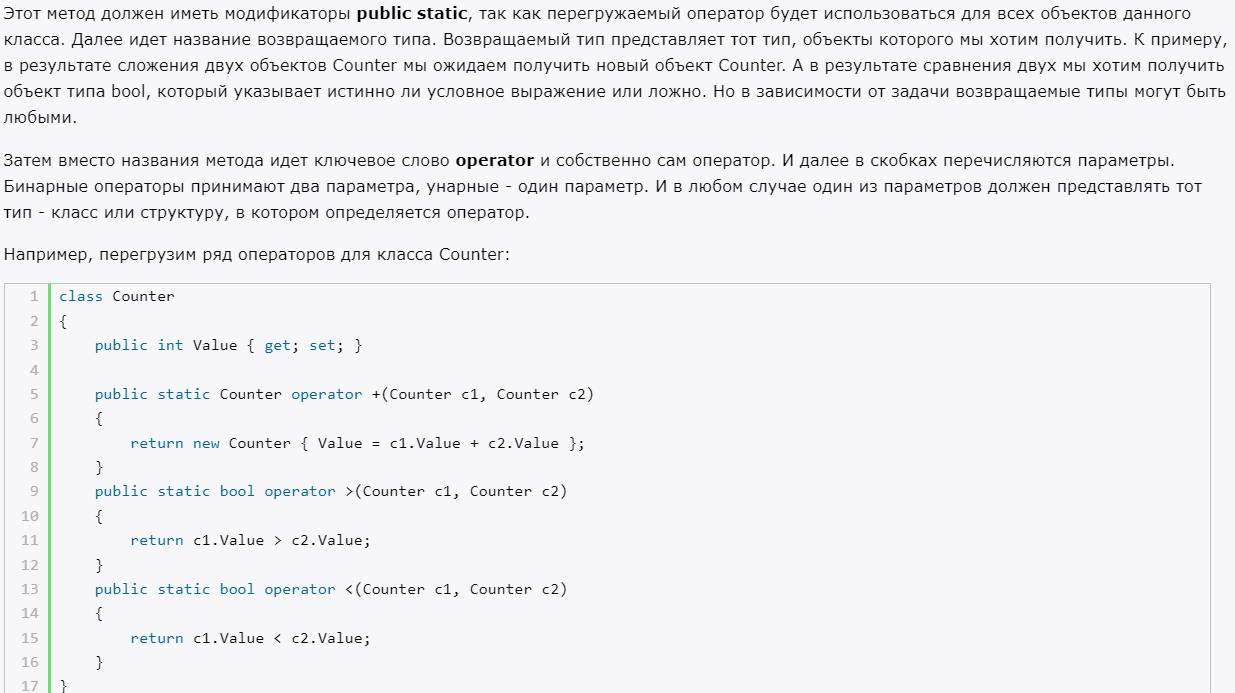 Этот метод должен иметь модификаторы public static, так как перегружаемый оператор будет использоваться для всех объектов данного
класса. Далее идет название возвращаемого типа. Возвращаемый тип представляет тот тип, объекты которого мы хотим получить. К примеру,
в результате сложения двух объектов Counter мы ожидаем получить новый объект Counter. А в результате сравнения двух мы хотим получить
объект типа bool, который указывает истинно ли условное выражение или ложно. Но в зависимости от задачи возвращаемые типы могут быть
любыми.
Затем вместо названия метода идет ключевое слово operator и собственно сам оператор. И далее в скобках перечисляются параметры.
Бинарные операторы принимают два параметра, унарные - один параметр. И в любом случае один из параметров должен представлять тот
тип - класс или структуру, в котором определяется оператор.
Например, перегрузим ряд операторов для класса Counter:
1 class Counter
2 {
3     public int Value { get; set; }
4
5     public static Counter operator +(Counter c1, Counter c2)
6     {
7         return new Counter { Value = c1.Value + c2.Value };
8     }
9     public static bool operator >(Counter c1, Counter c2)
10     {
11         return c1.Value > c2.Value;
12     }
13     public static bool operator <(Counter c1, Counter c2)
14     {
15         return c1.Value < c2.Value;
16     }
17 }